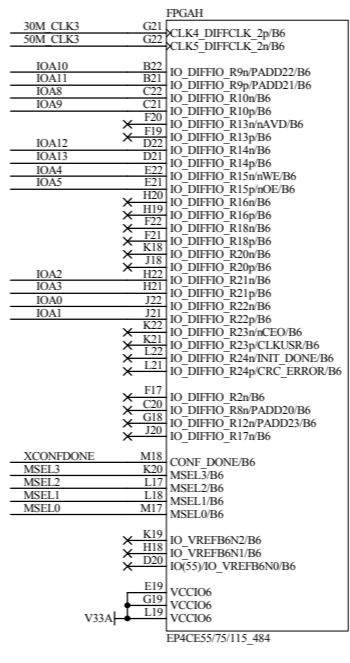 FPGAH
30M_CLK3 G21 CLK4_DIFFCLK_2p/B6
50M_CLK3 G22 CLK5_DIFFCLK_2n/B6
IOA10 B22 IO_DIFFIO_R9n/PADD22/B6
IOA11 B21 IO_DIFFIO_R9p/PADD21/B6
IOA8 C22 IO_DIFFIO_R10n/B6
IOA9 C21 IO_DIFFIO_R10p/B6
F20 IO_DIFFIO_R13n/nAVD/B6
F19 IO_DIFFIO_R13p/B6
IOA12 D22 IO_DIFFIO_R14n/B6
IOA13 D21 IO_DIFFIO_R14p/B6
IOA4 E22 IO_DIFFIO_R15n/nWE/B6
IOA5 E21 IO_DIFFIO_R15p/nOE/B6
H20 IO_DIFFIO_R16n/B6
H19 IO_DIFFIO_R16p/B6
F22 IO_DIFFIO_R18n/B6
F21 IO_DIFFIO_R18p/B6
K18 IO_DIFFIO_R20n/B6
J18 IO_DIFFIO_R20p/B6
IOA2 H22 IO_DIFFIO_R21n/B6
IOA3 H21 IO_DIFFIO_R21p/B6
IOA0 J22 IO_DIFFIO_R22n/B6
IOA1 J21 IO_DIFFIO_R22p/B6
K22 IO_DIFFIO_R23n/nCEO/B6
K21 IO_DIFFIO_R23p/CLKUSR/B6
L22 IO_DIFFIO_R24n/INIT_DONE/B6
L21 IO_DIFFIO_R24p/CRC_ERROR/B6
F17 IO_DIFFIO_R2n/B6
C20 IO_DIFFIO_R8n/PADD20/B6
G18 IO_DIFFIO_R12n/PADD23/B6
J20 IO_DIFFIO_R17n/B6
XCONFDONE M18 CONF_DONE/B6
MSEL3 K20 MSEL3/B6
MSEL2 L17 MSEL2/B6
MSEL1 L18 MSEL1/B6
MSEL0 M17 MSEL0/B6
K19 IO_VREFB6N2/B6
H18 IO_VREFB6N1/B6
D20 IO(55)/IO_VREFB6N0/B6
E19 VCCIO6
G19 VCCIO6
V33A L19 VCCIO6
EP4CE55/75/115_484